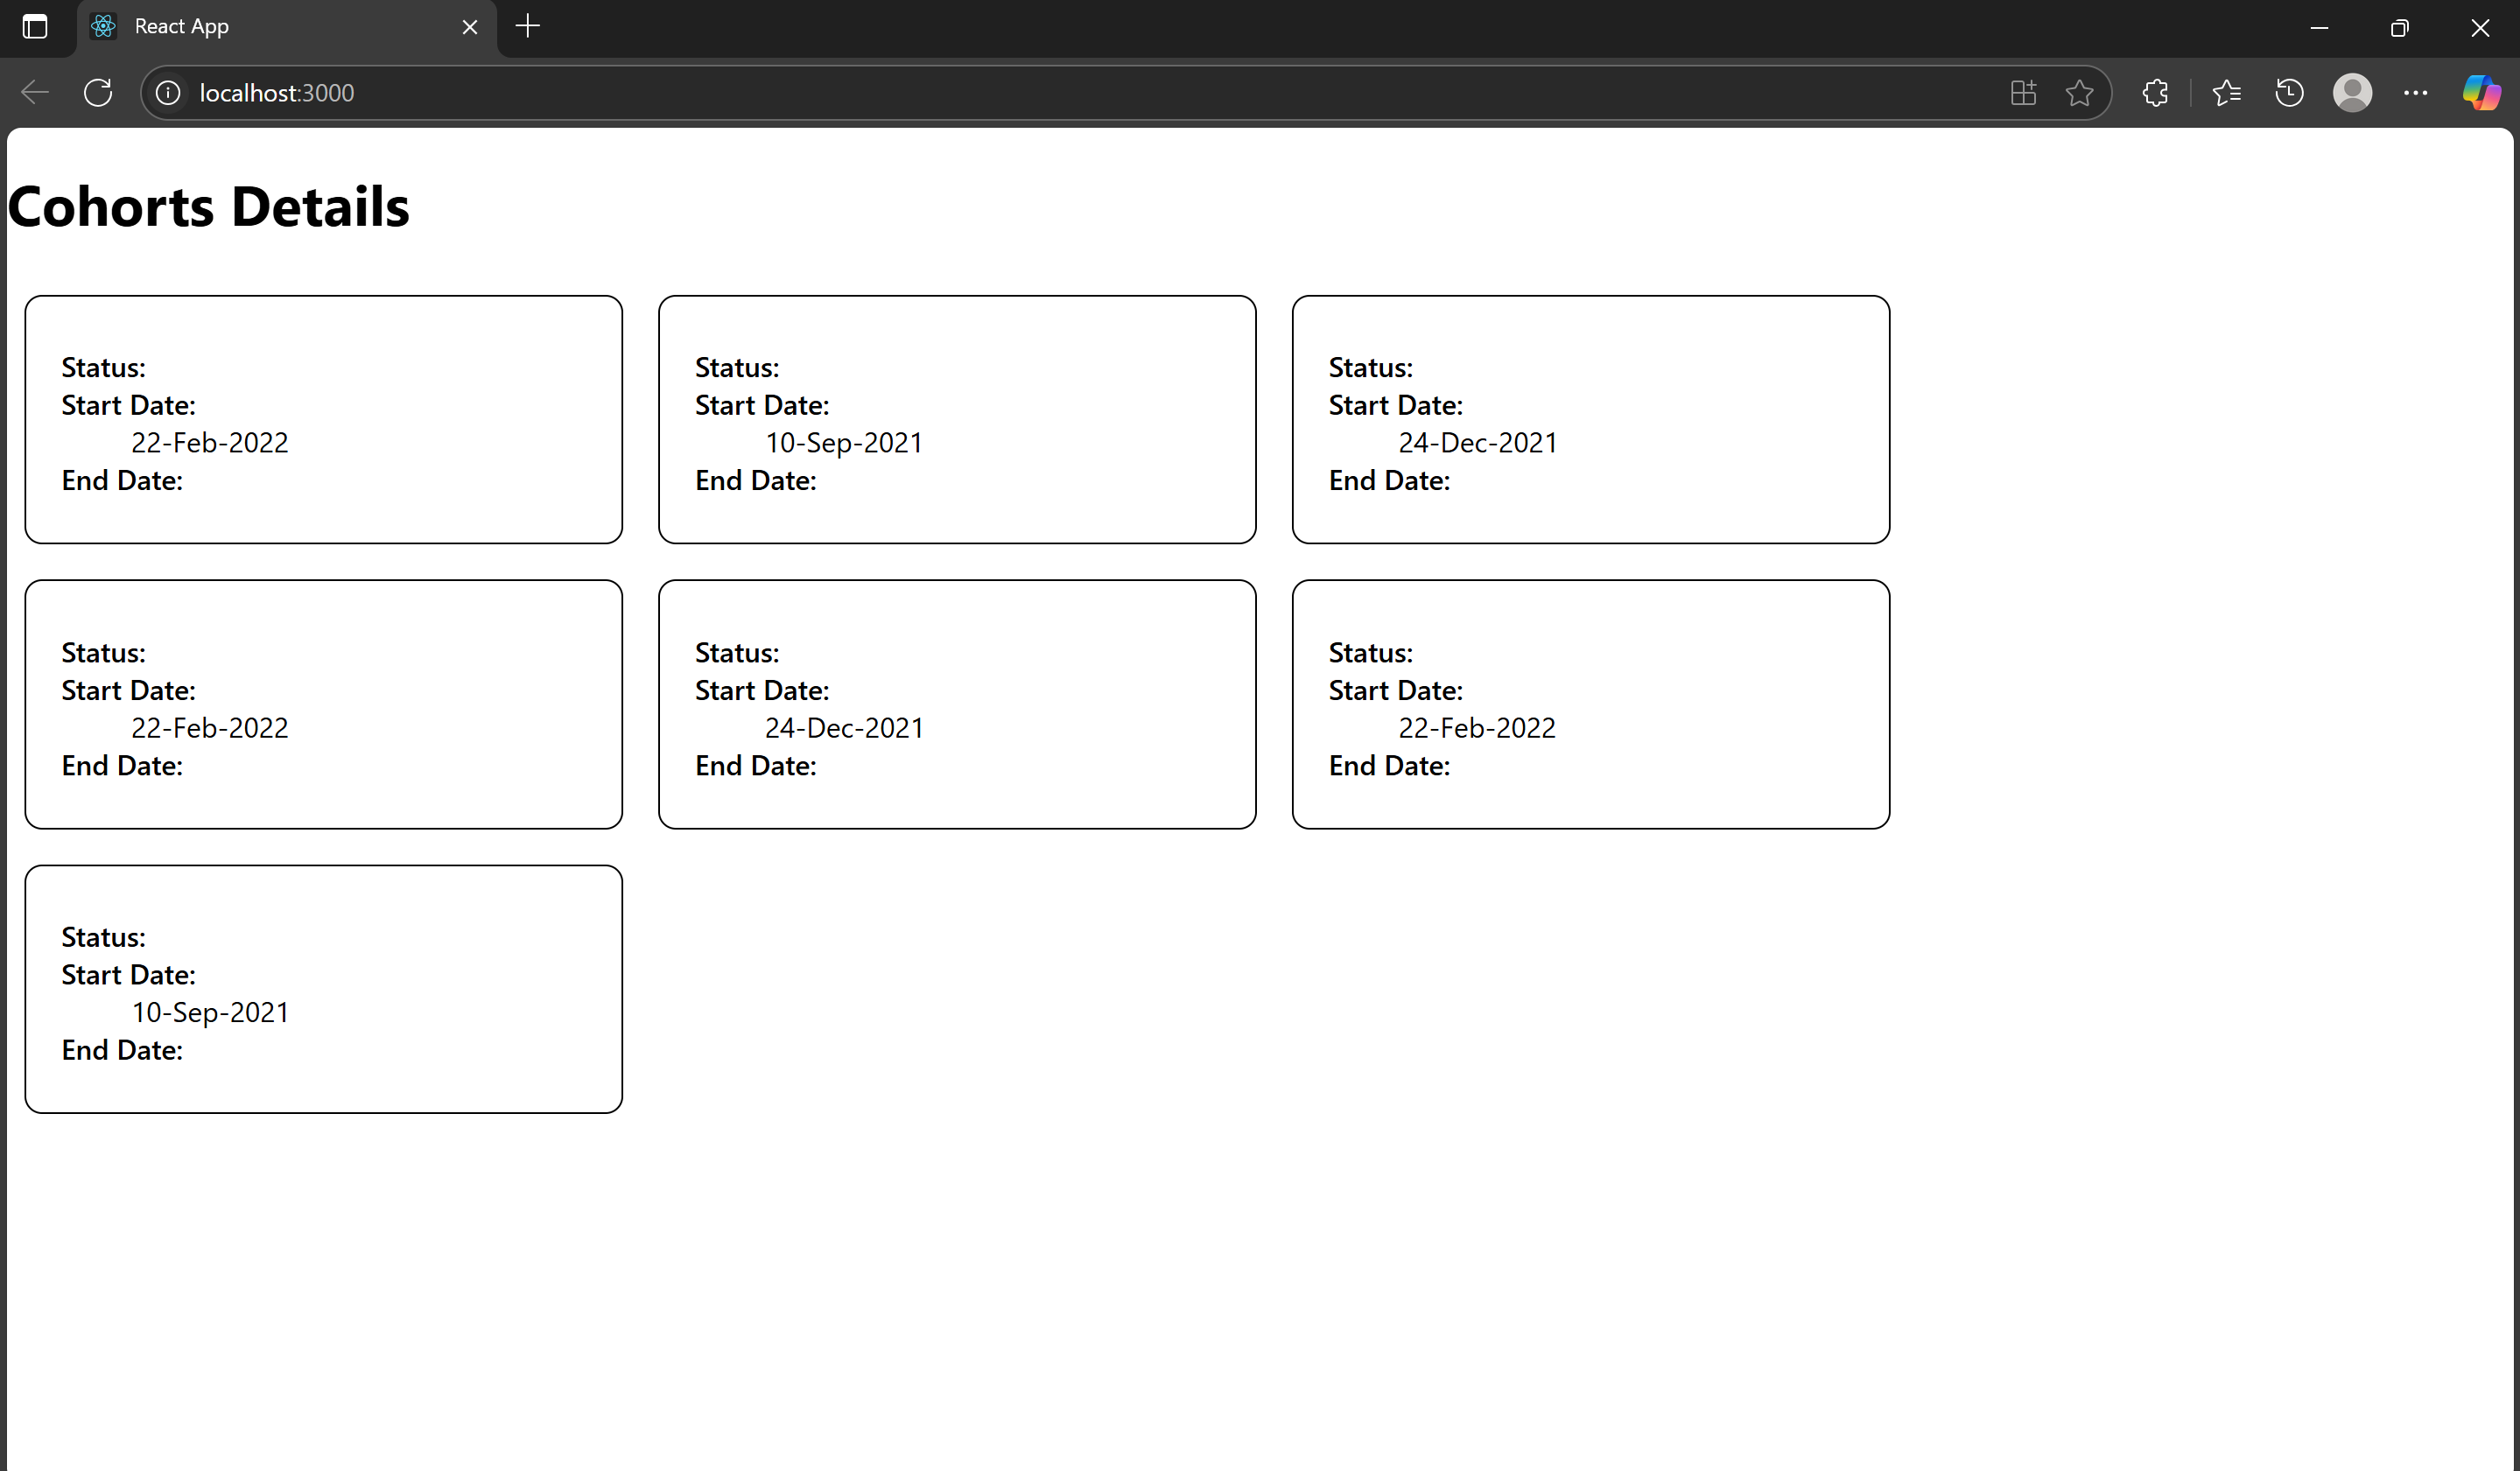 React App
localhost:3000
Cohorts Details
Status:
Start Date:
22-Feb-2022
End Date:
Status:
Start Date:
10-Sep-2021
End Date:
Status:
Start Date:
24-Dec-2021
End Date:
Status:
Start Date:
22-Feb-2022
End Date:
Status:
Start Date:
24-Dec-2021
End Date:
Status:
Start Date:
22-Feb-2022
End Date:
Status:
Start Date:
10-Sep-2021
End Date: